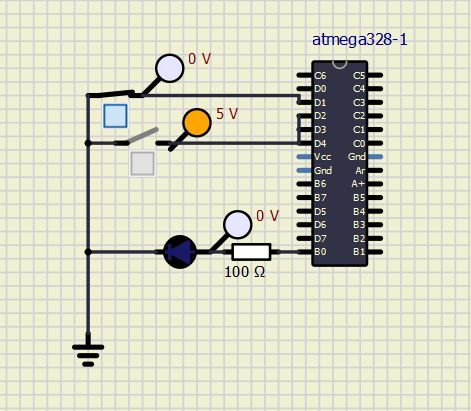 atmega328-1
0 V
5 V
0 V
100 Ω
C6 C5
D0 C4
D1 C3
D2 C2
D3 C1
D4 C0
Vcc Gnd
Gnd Ar
B6 A+
B7 B5
D5 B4
D6 B3
D7 B2
B0 B1